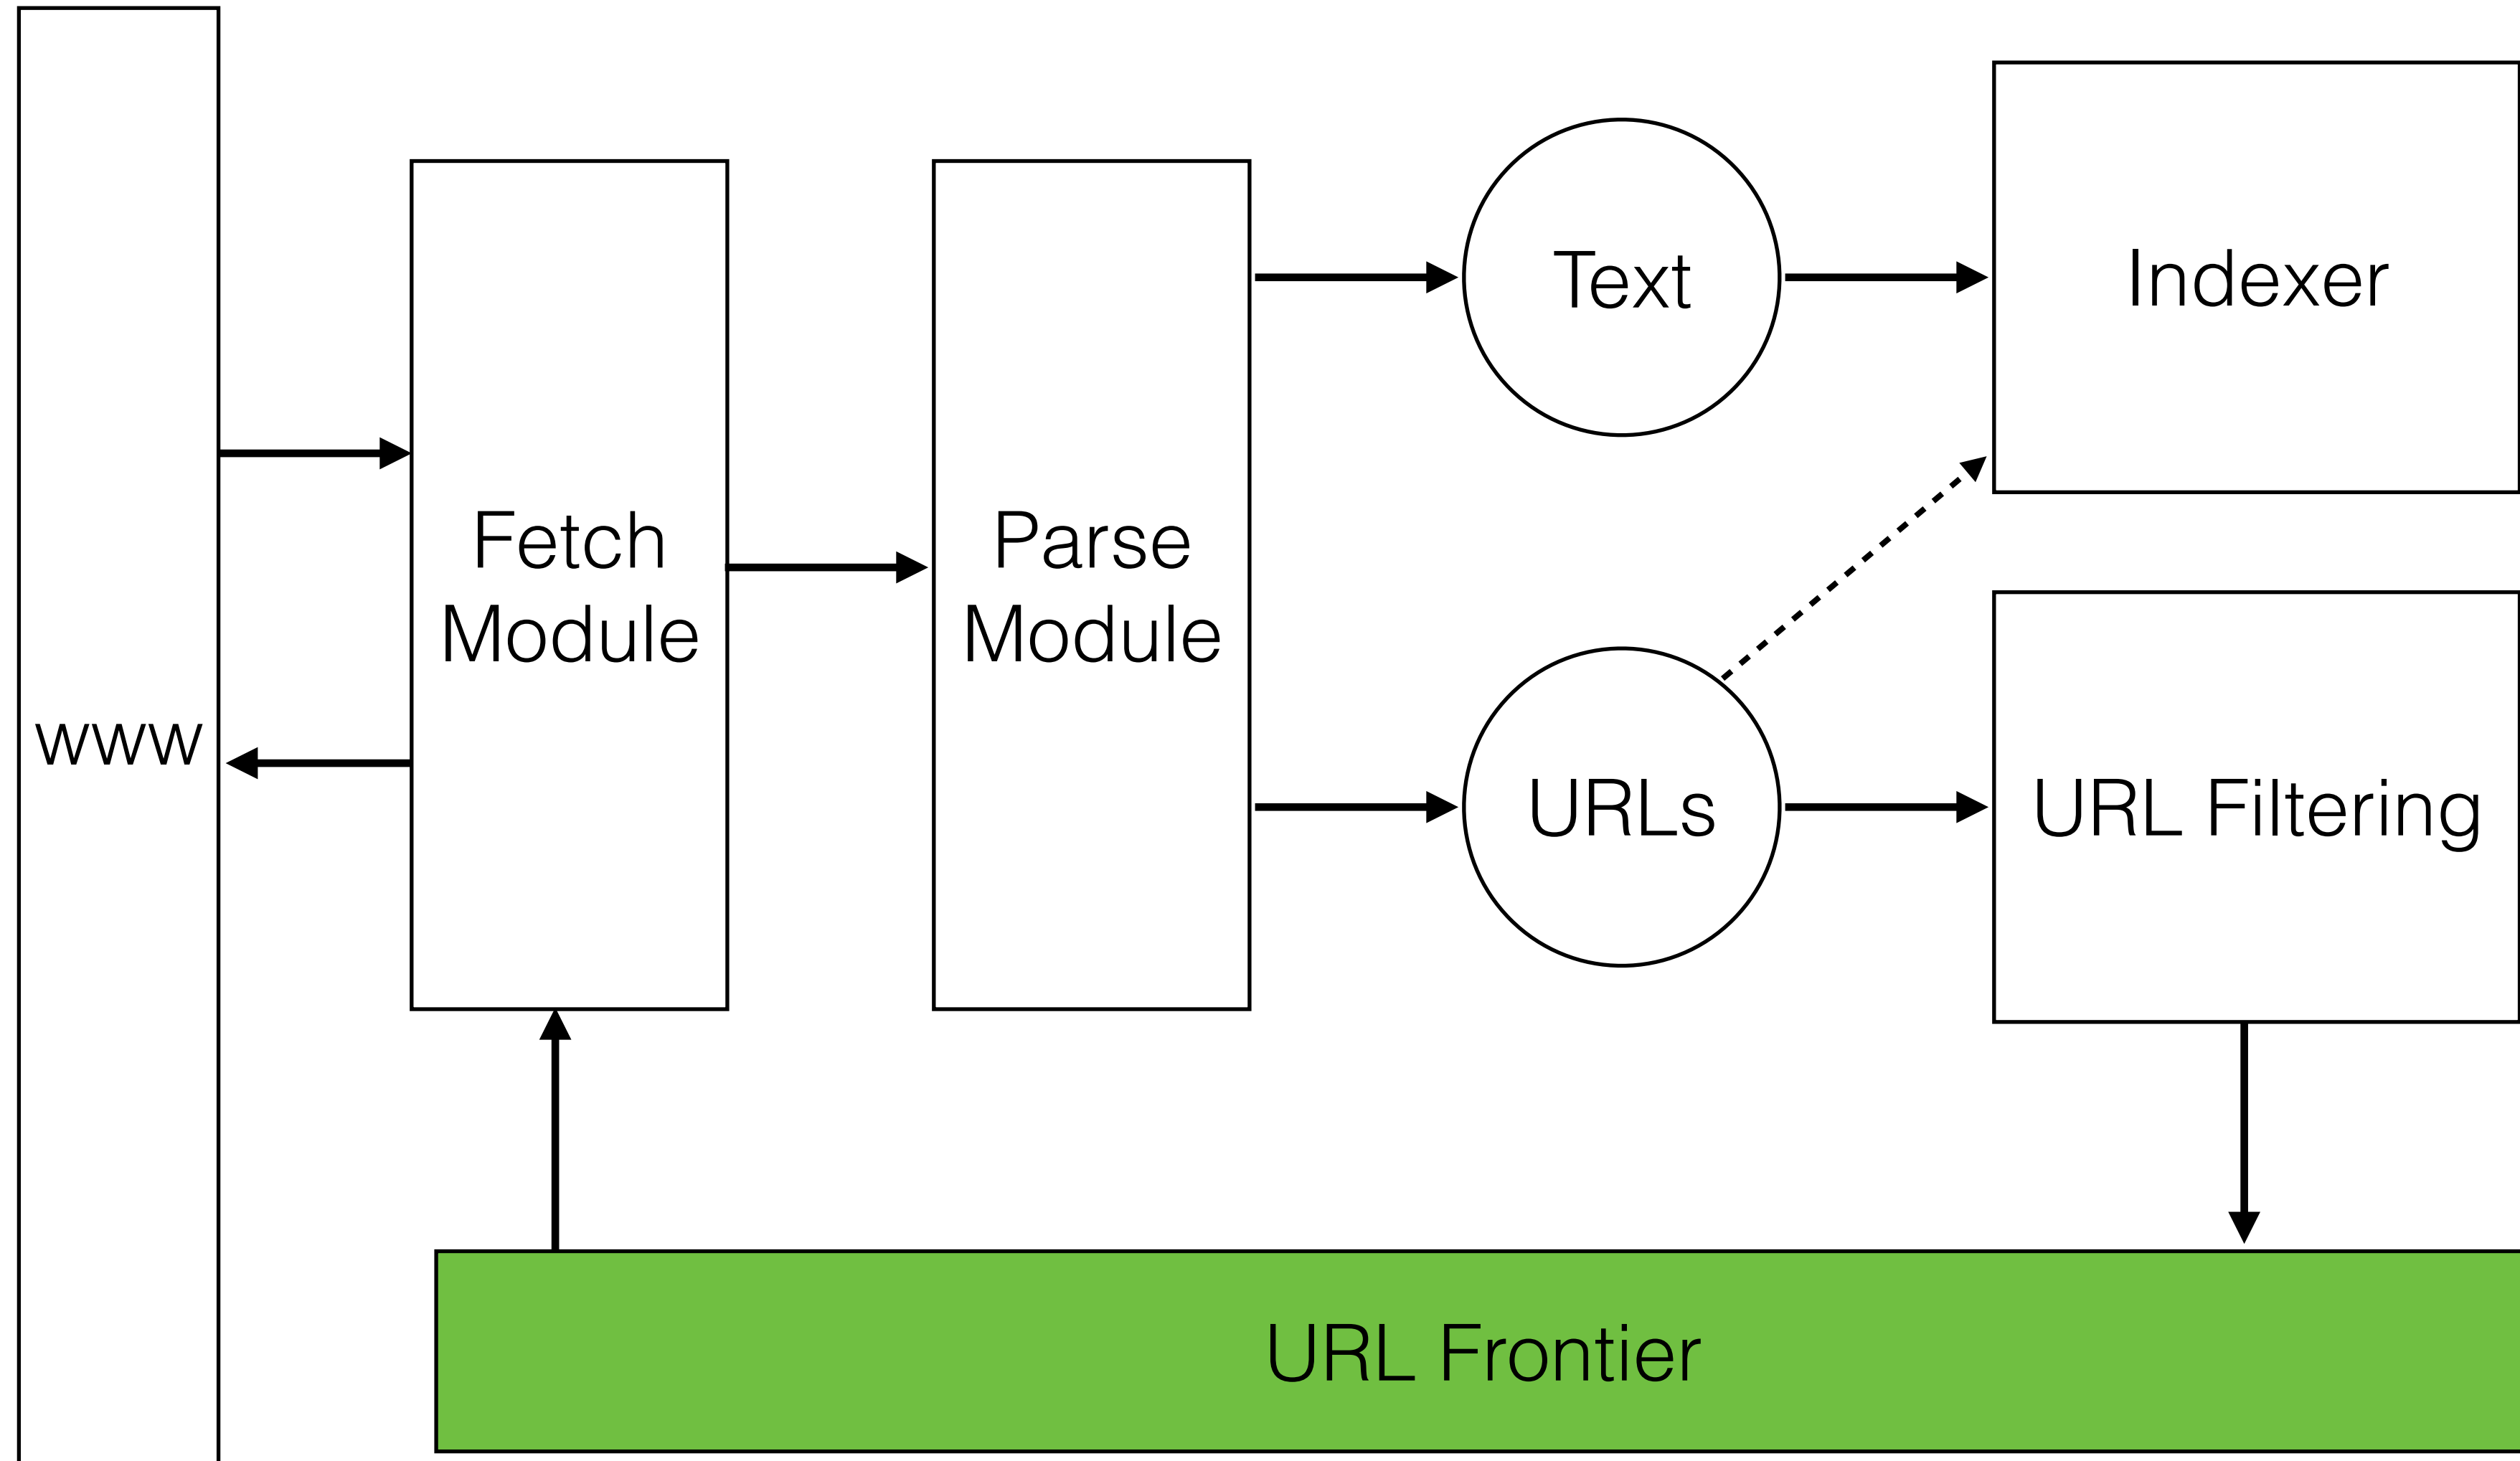 www
Fetch
Module
Parse
Module
Text
Indexer
URLs
URL Filtering
URL Frontier